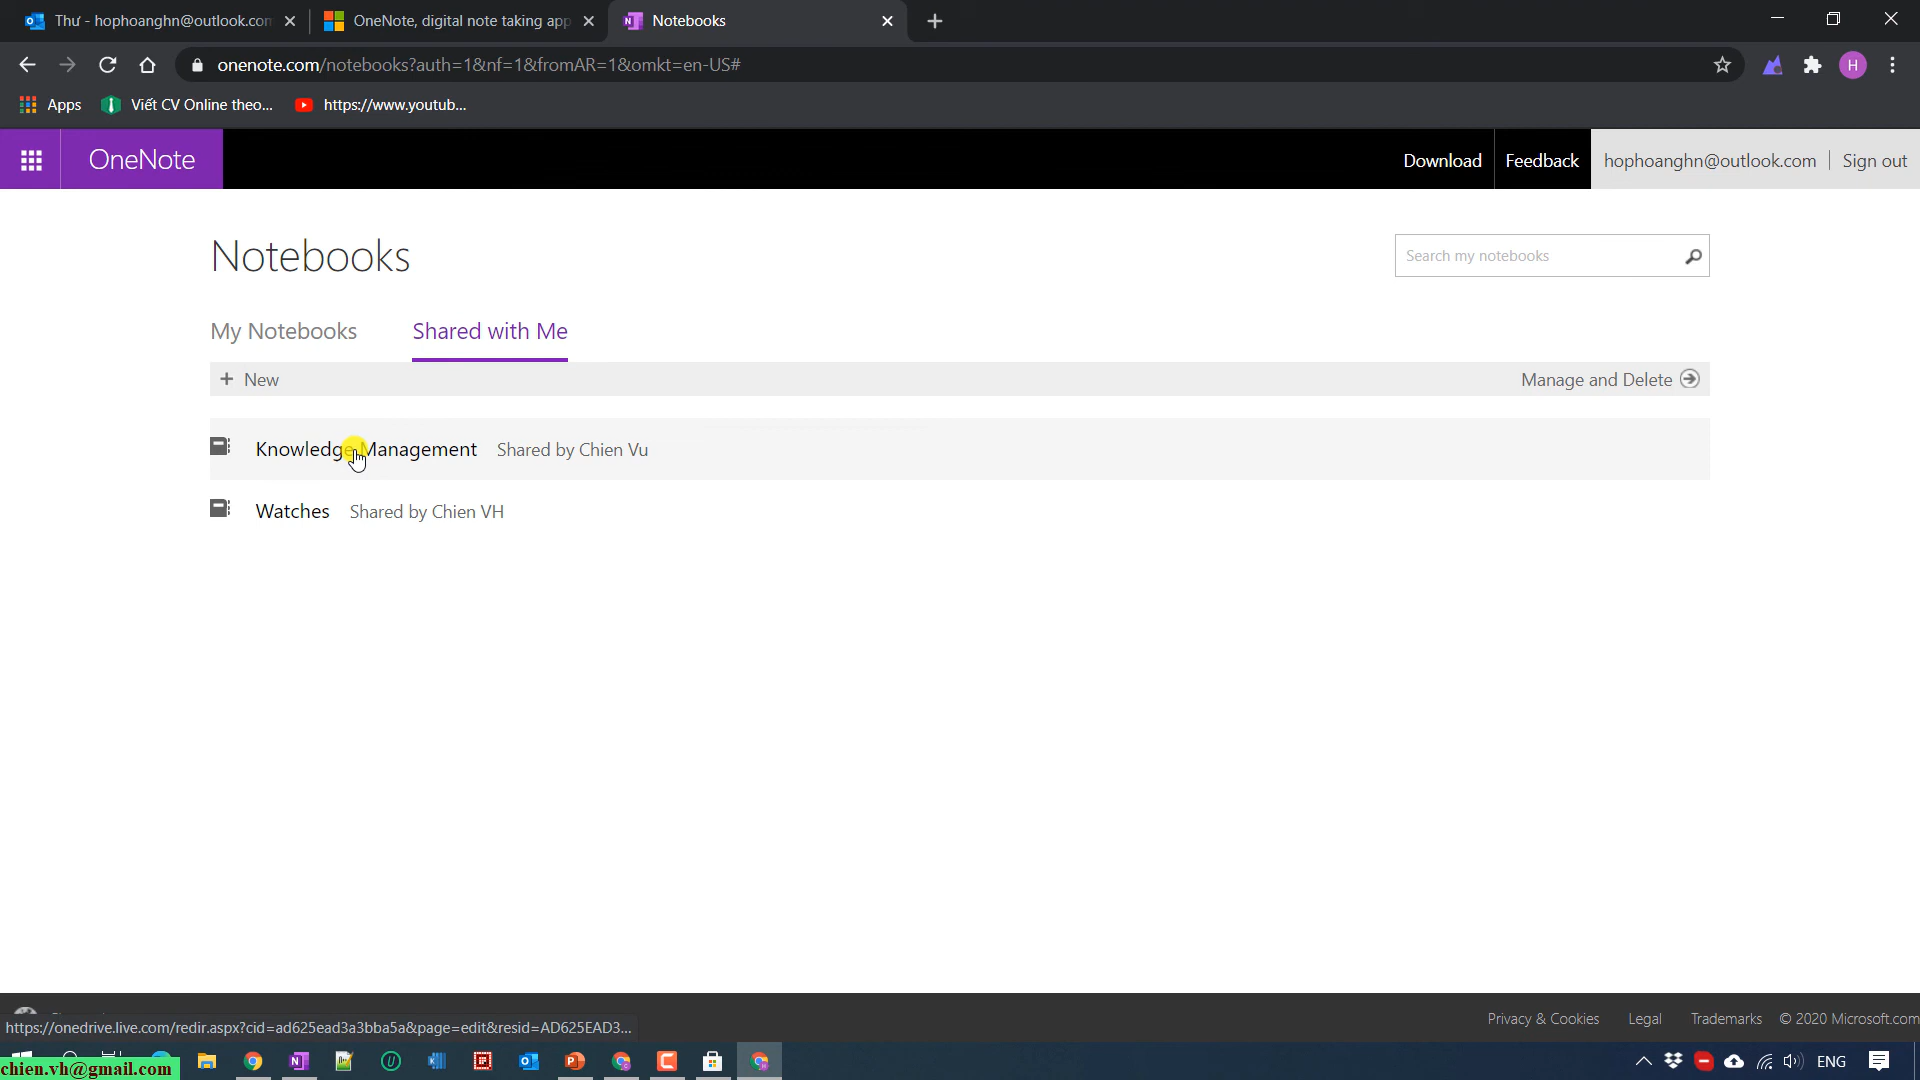 Thư - hophoanghn@outlook.con
OneNote, digital note taking app
Notebooks
onenote.com/notebooks?auth=1&nf=1&fromAR=1&omkt=en-US#
H
Apps
Viết CV Online theo...
https://www.youtub...
OneNote
Download
Feedback
hophoanghn@outlook.com
Sign out
Notebooks
Search my notebooks
My Notebooks
Shared with Me
+ New
Manage and Delete
Knowledge Management Shared by Chien Vu
Watches Shared by Chien VH
https://onedrive.live.com/redir.aspx?cid=ad625ead3a3bba5a&page=edit&resid=AD625EAD3...
Privacy & Cookies
Legal
Trademarks
© 2020 Microsoft.com
chien.vh@gmail.com
ENG